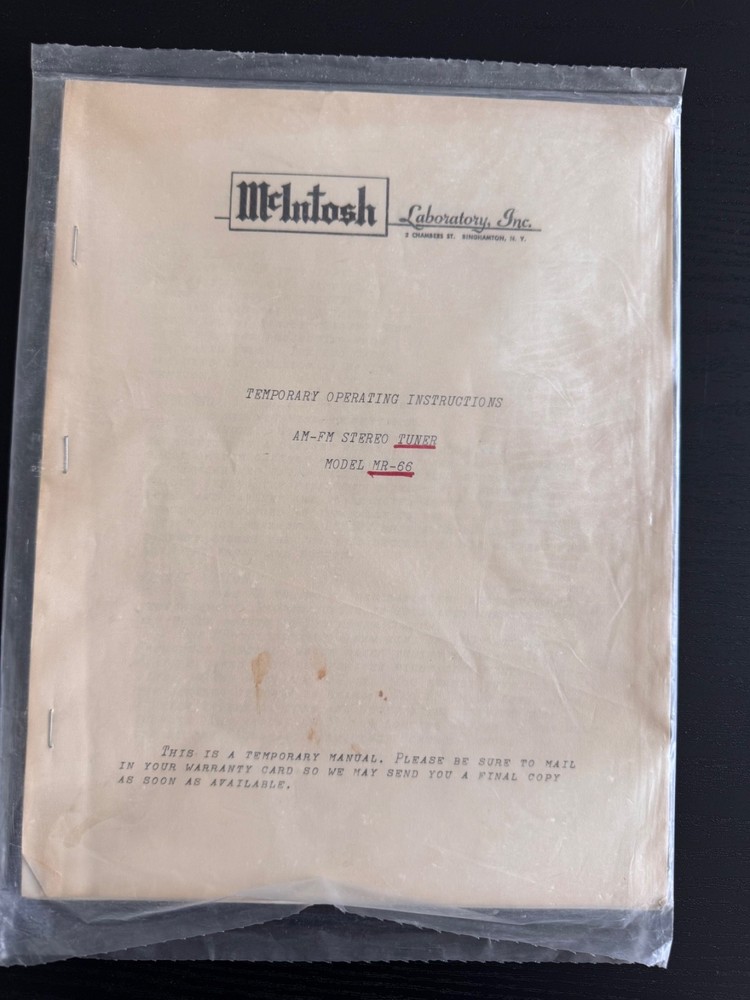 McIntosh Laboratory, Inc.
2 CHAMBERS ST. BINGHAMTON, N. Y.
TEMPORARY OPERATING INSTRUCTIONS
AM-FM STEREO TUNER
MODEL MR-66
THIS IS A TEMPORARY MANUAL. PLEASE BE SURE TO MAIL
IN YOUR WARRANTY CARD SO WE MAY SEND YOU A FINAL COPY
AS SOON AS AVAILABLE.